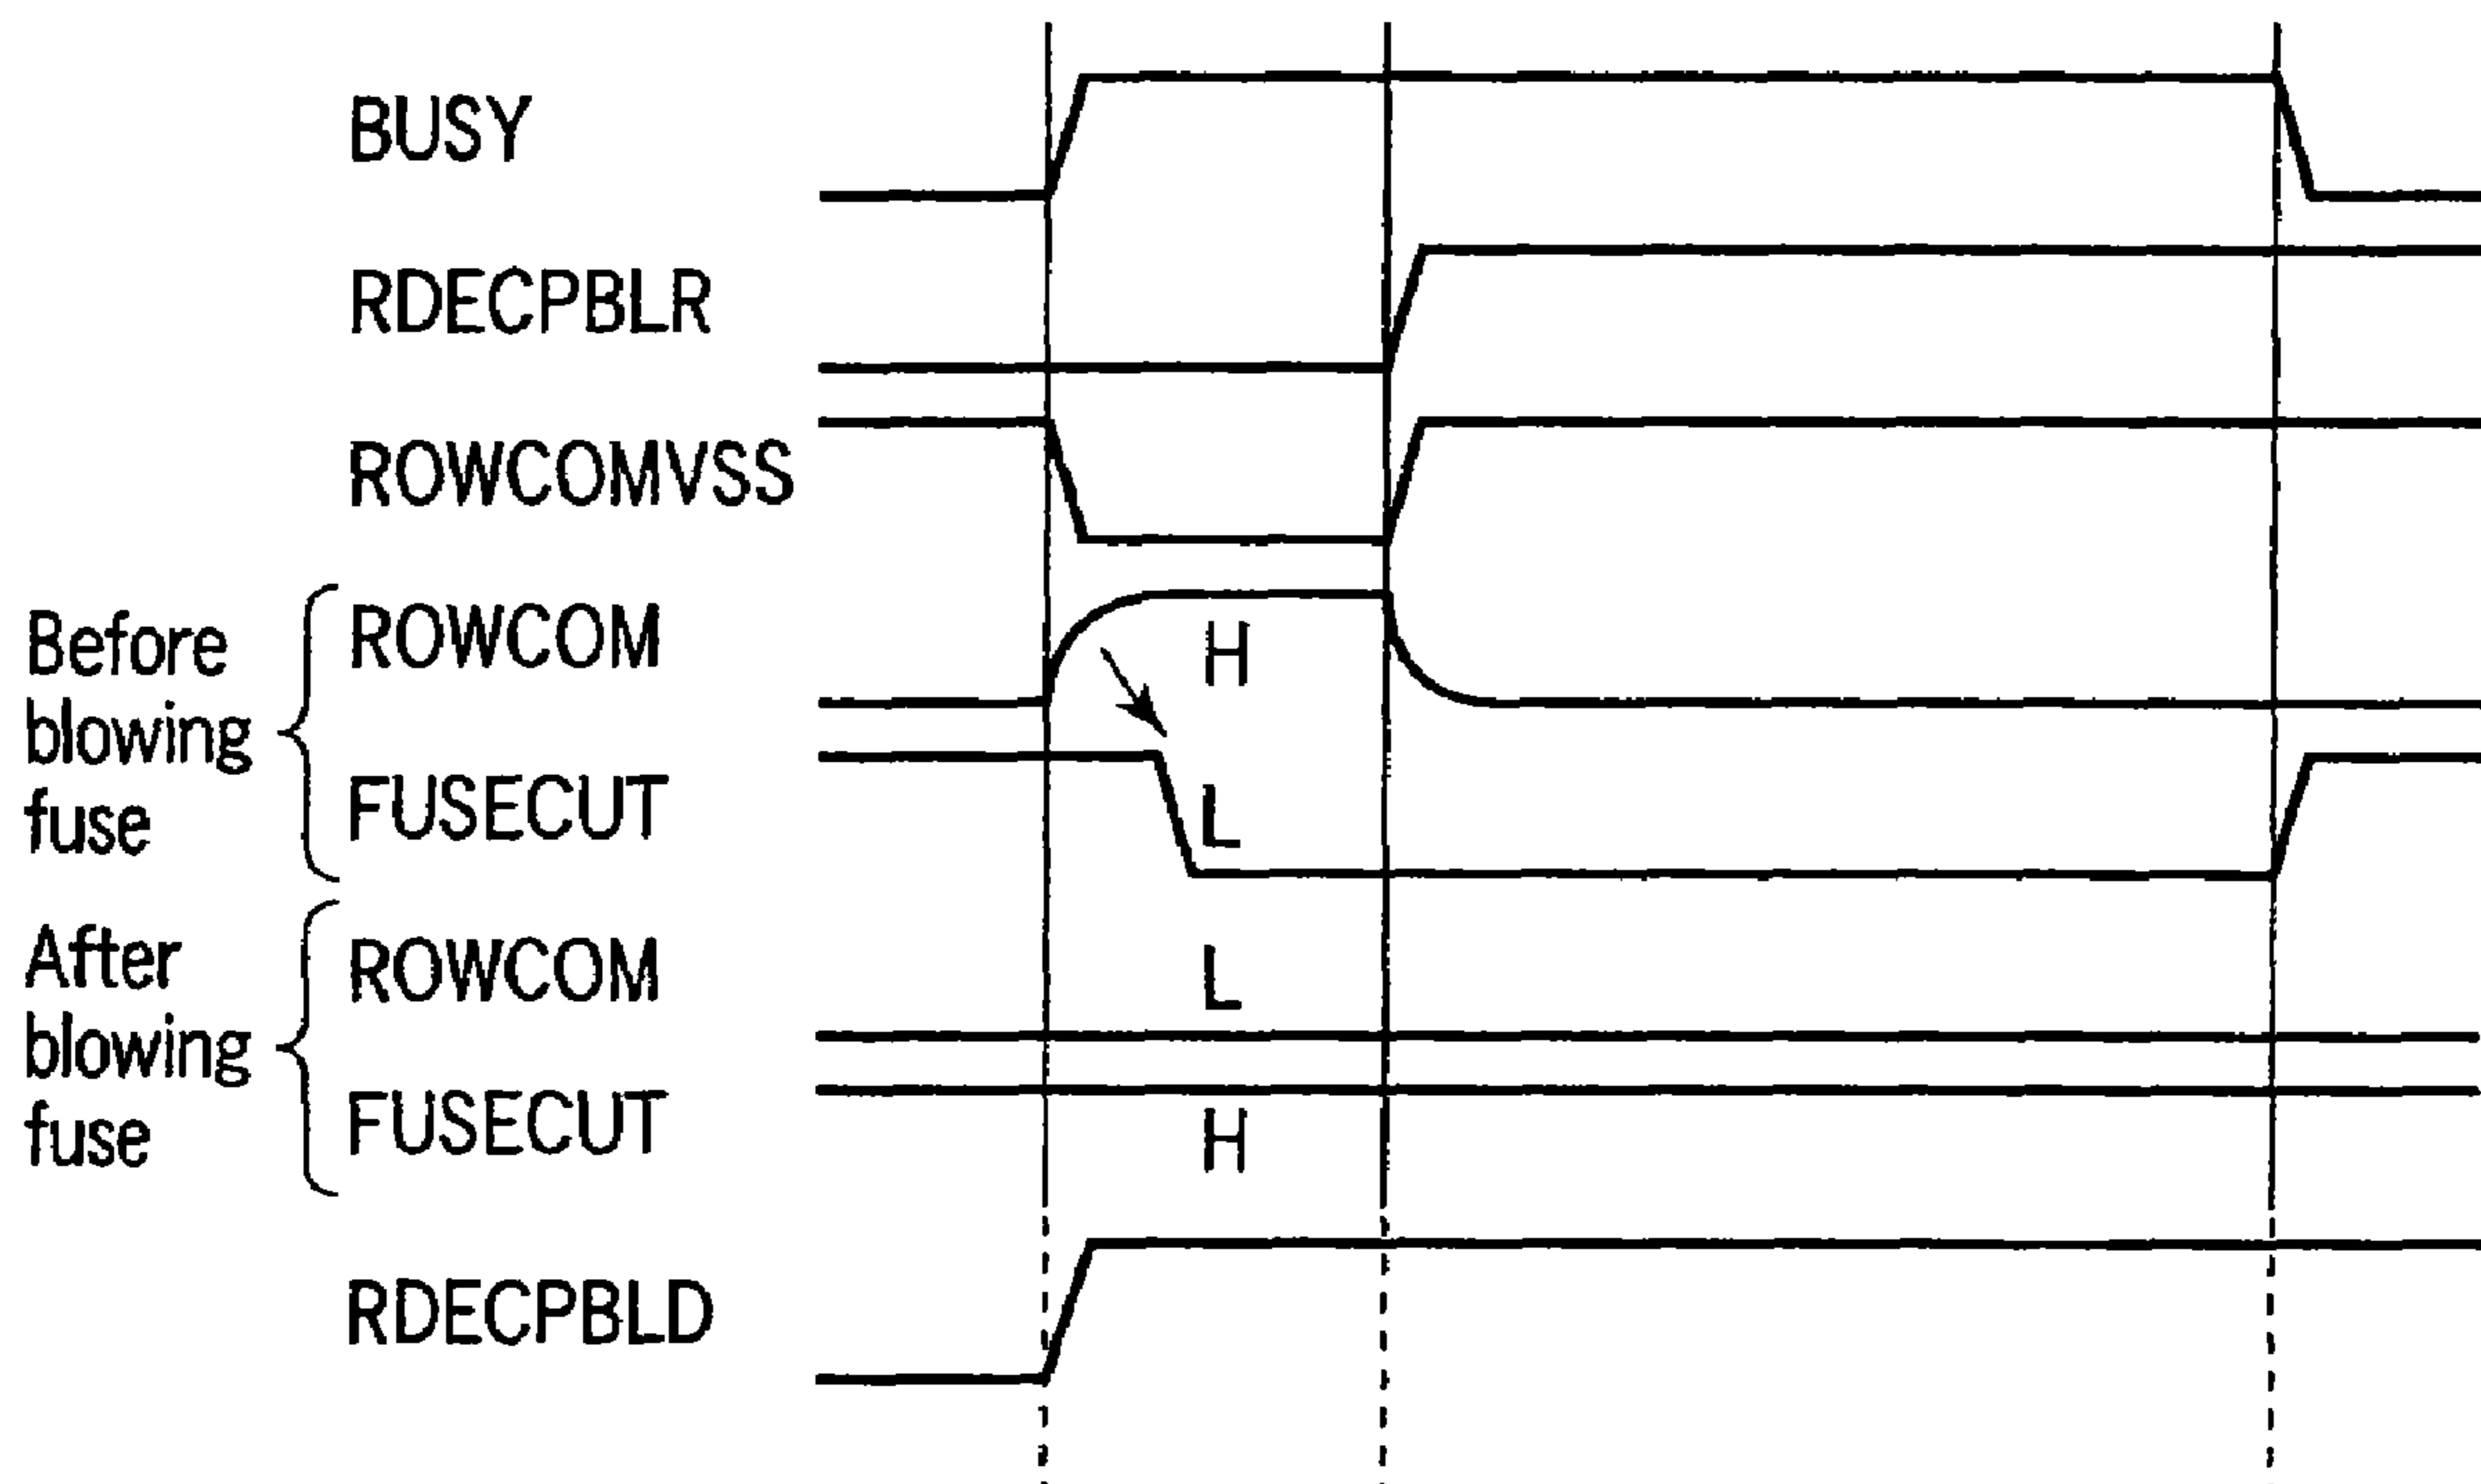 BUSY
RDECPBLR
ROWCOMVSS
Before
blowing
fuse
ROWCOM
H
FUSECUT
L
After
blowing
fuse
ROWCOM
L
FUSECUT
H
RDECPBLD